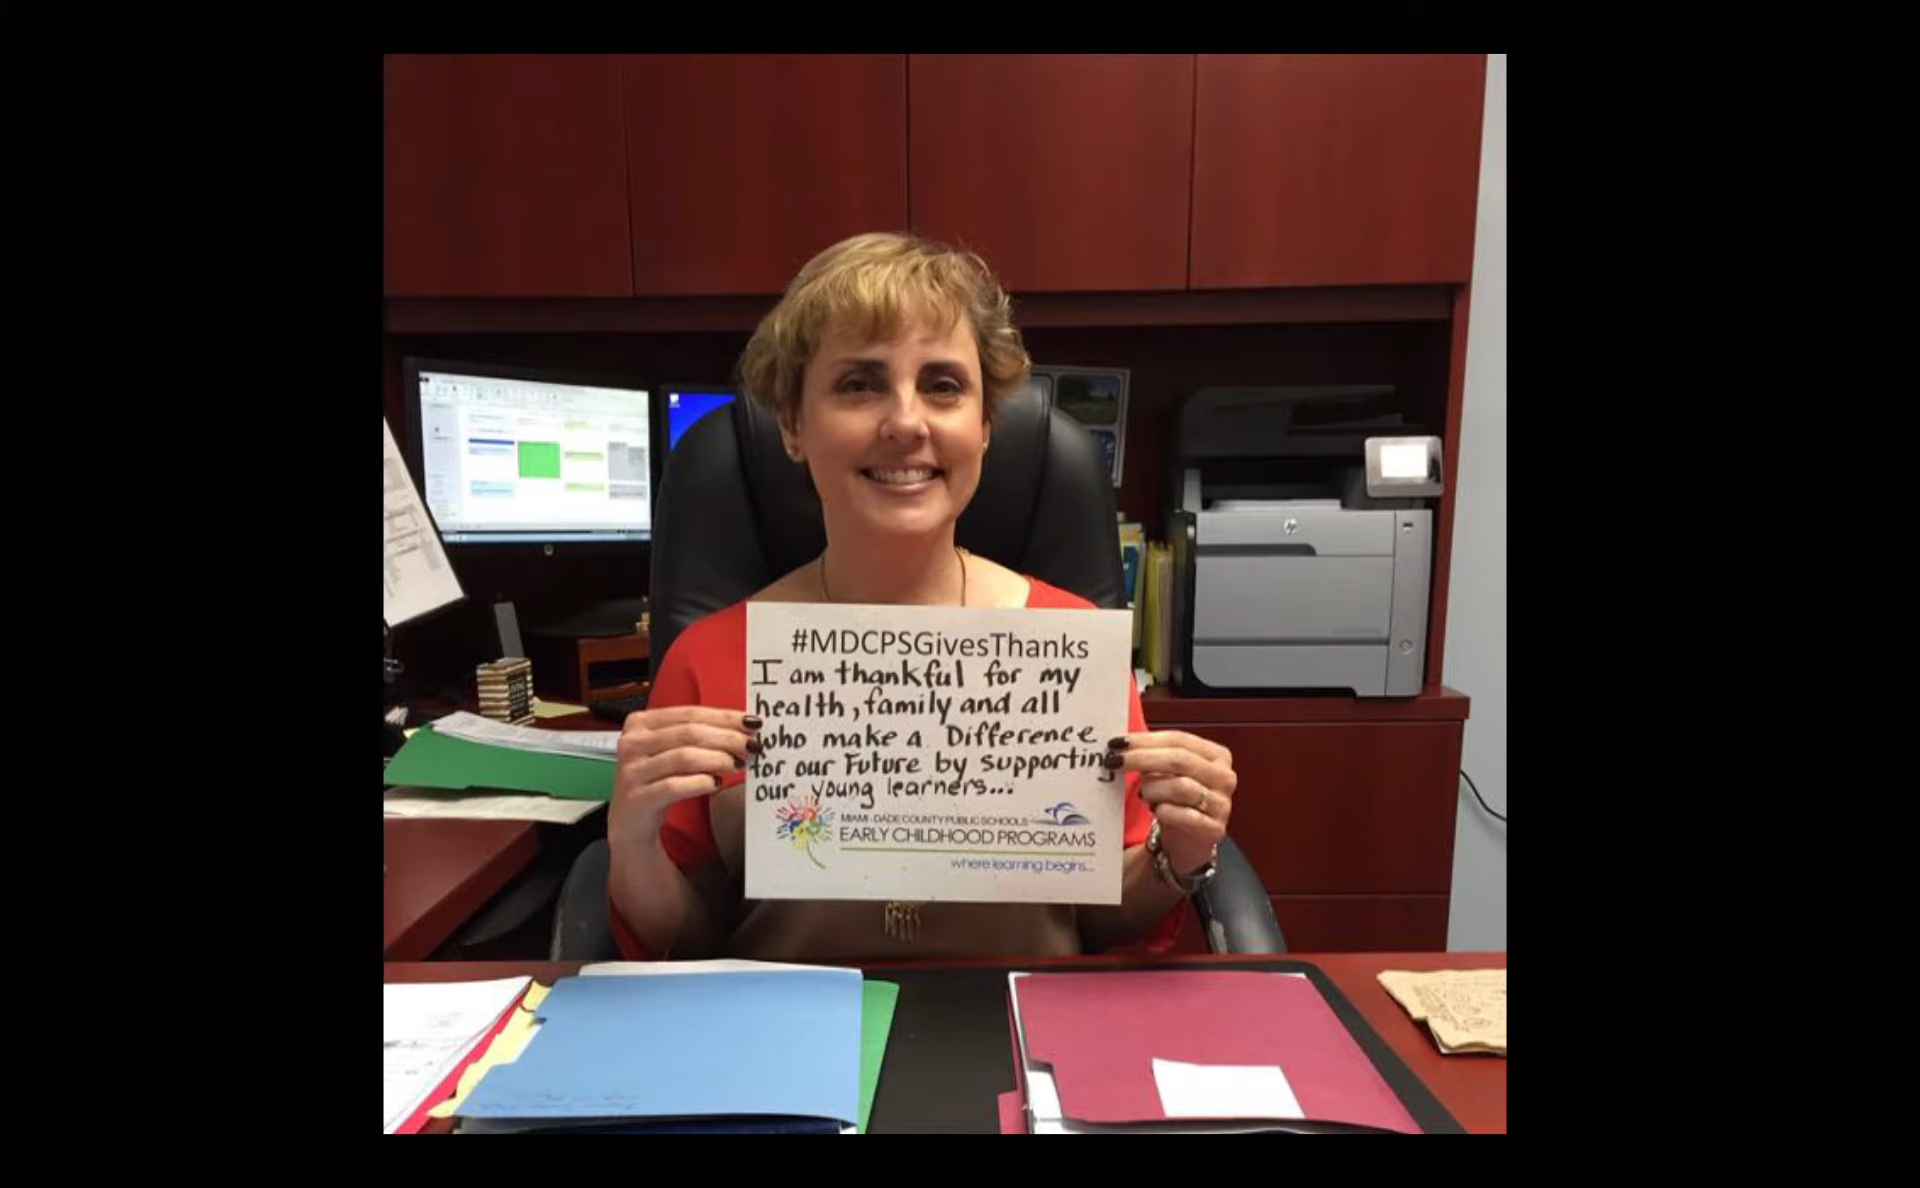 #MDCPSGivesThanks
I am thankful for my
health, family and all
who make a Difference
for our Future by supporting
our young learners...
MIAMI-DADE COUNTY PUBLIC SCHOOLS
EARLY CHILDHOOD PROGRAMS
where learning begins...
hp